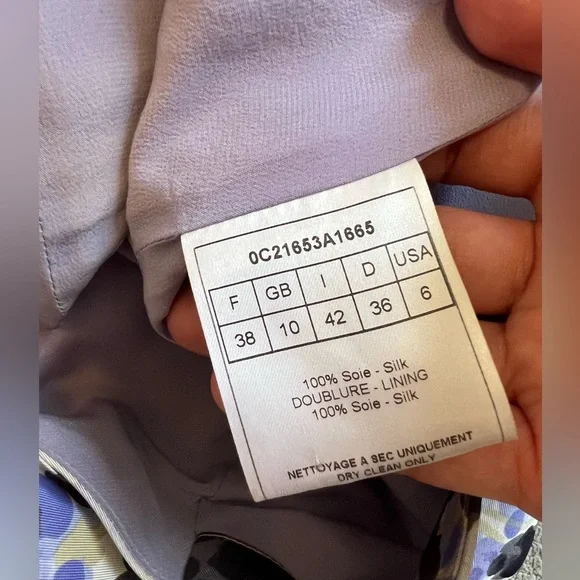 0C21653A1665
F GB I D USA
38 10 42 36 6
100% Soie - Silk
DOUBLURE - LINING
100% Soie - Silk
NETTOYAGE A SEC UNIQUEMENT
DRY CLEAN ONLY